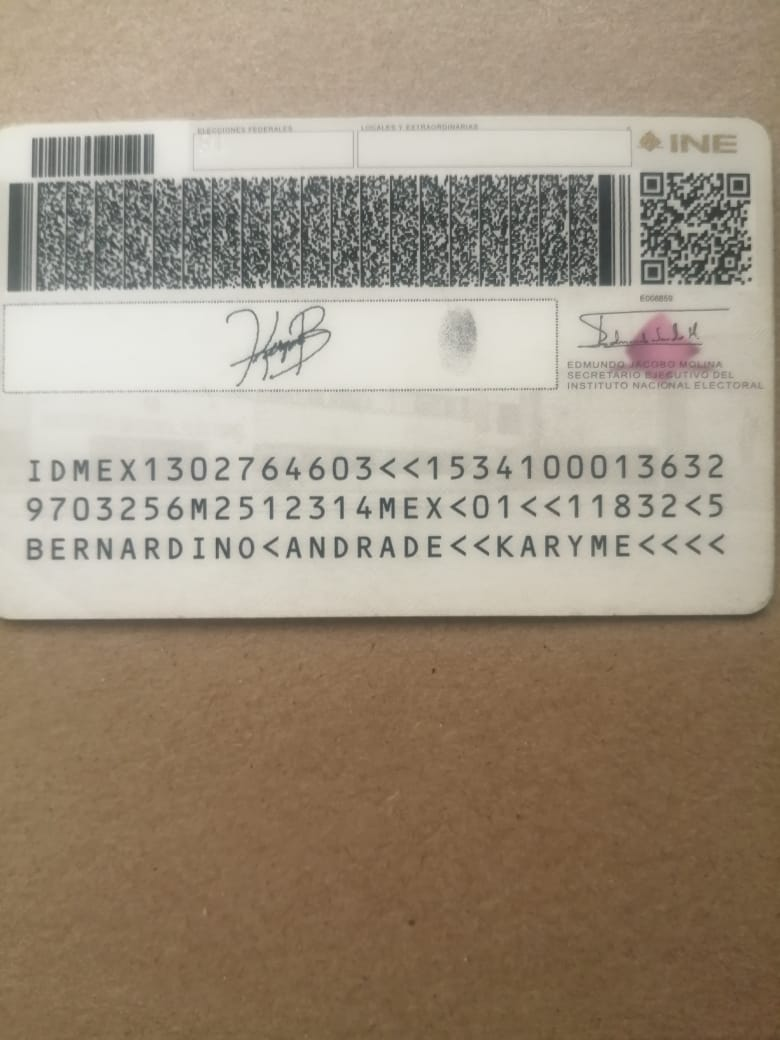 ELECCIONES FEDERALES
LOCALES Y EXTRAORDINARIAS
INE
E006859
EDMUNDO JACOBO MOLINA
SECRETARIO EJECUTIVO DEL
INSTITUTO NACIONAL ELECTORAL
IDMEX1302764603<<1534100013632
9703256M2512314MEX<01<<11832<5
BERNARDINO<ANDRADE<<KARYME<<<<